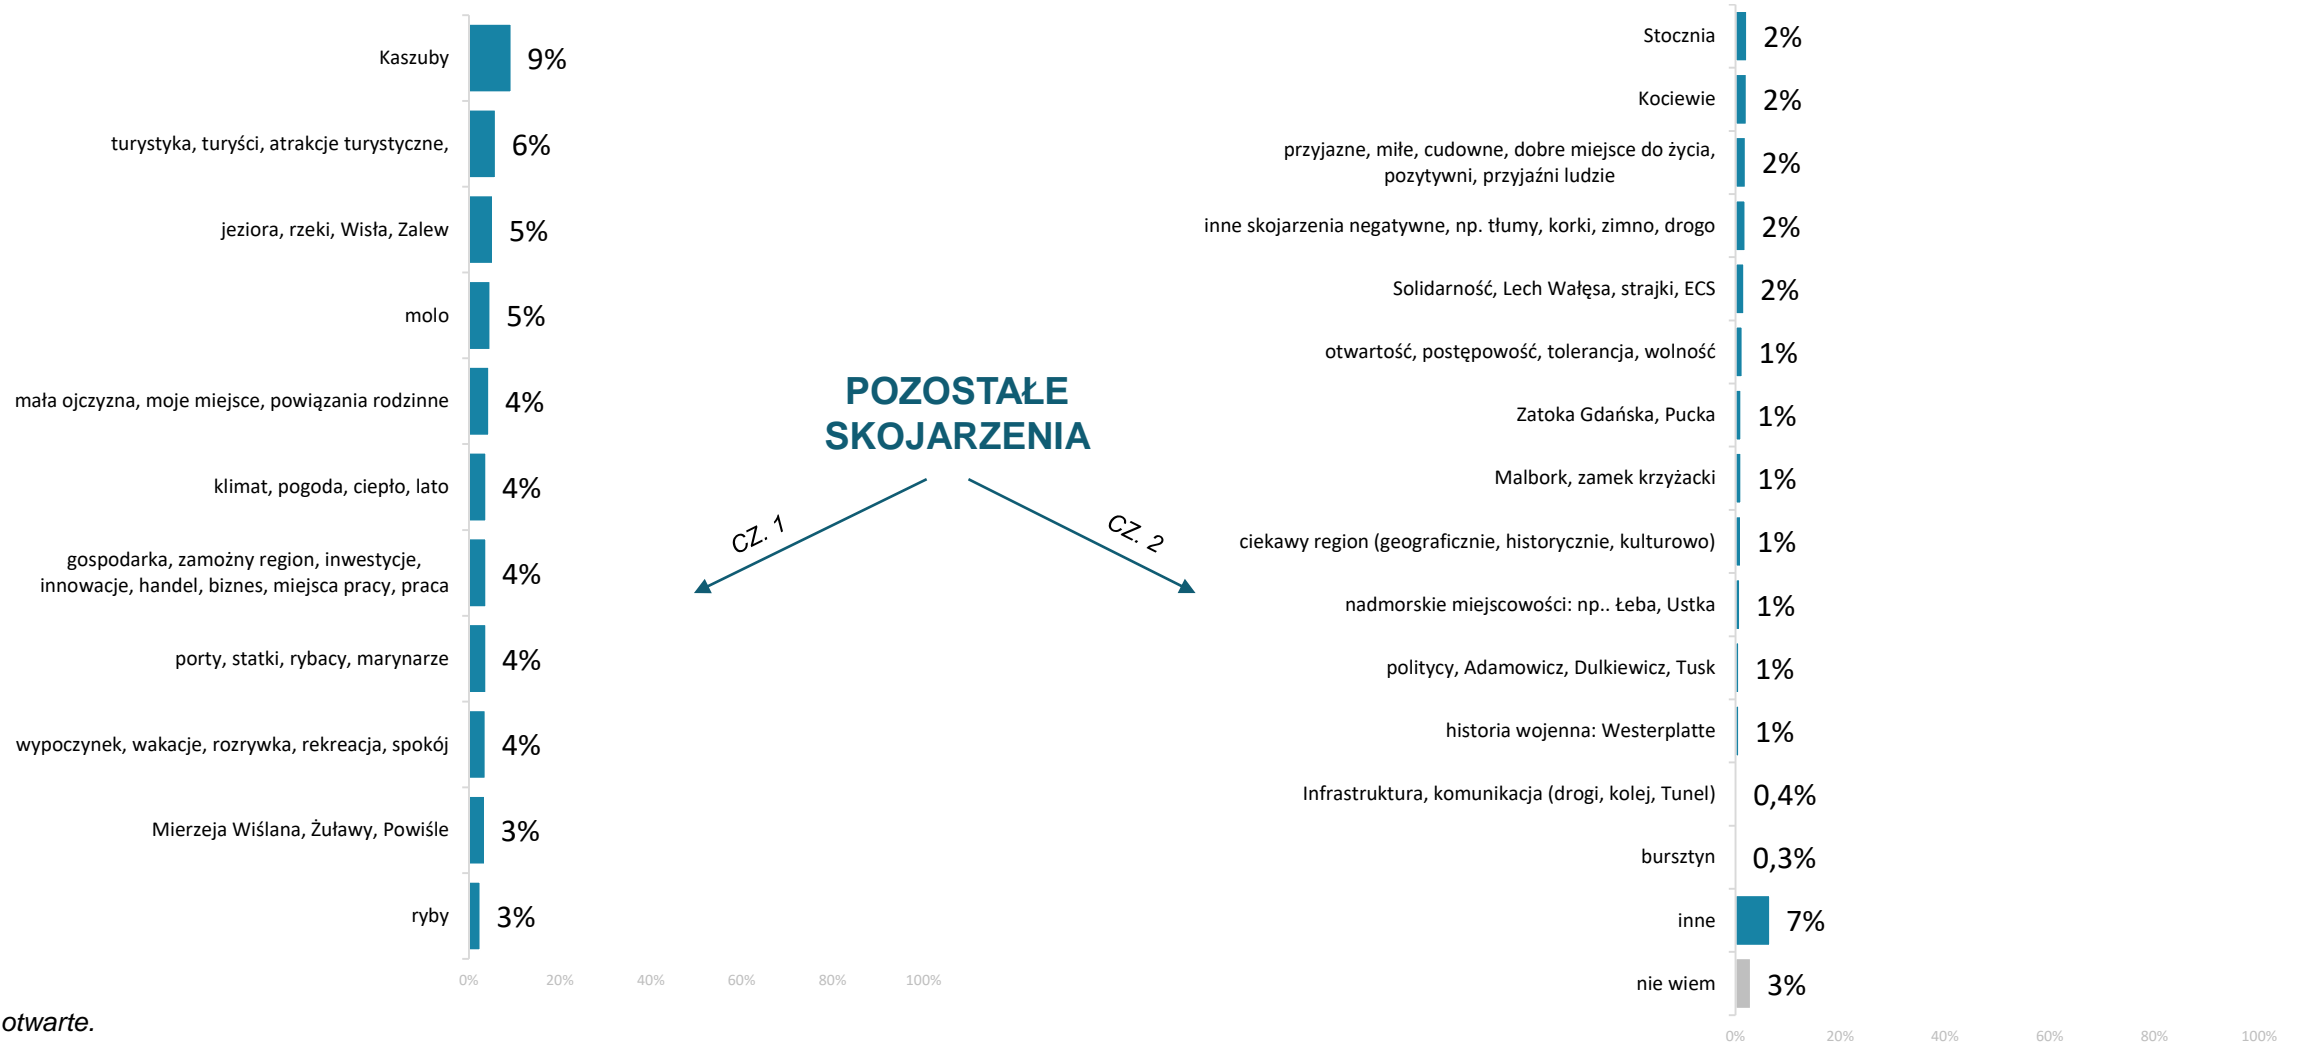 Kaszuby 9%
turystyka, turyści, atrakcje turystyczne, 6%
jeziora, rzeki, Wisła, Zalew 5%
molo 5%
mała ojczyzna, moje miejsce, powiązania rodzinne 4%
klimat, pogoda, ciepło, lato 4%
gospodarka, zamożny region, inwestycje,
innowacje, handel, biznes, miejsca pracy, praca 4%
porty, statki, rybacy, marynarze 4%
wypoczynek, wakacje, rozrywka, rekreacja, spokój 4%
Mierzeja Wiślana, Żuławy, Powiśle 3%
ryby 3%
0% 20% 40% 60% 80% 100%
otwarte.
POZOSTAŁE
SKOJARZENIA
CZ. 1
CZ. 2
Stocznia 2%
Kociewie 2%
przyjazne, miłe, cudowne, dobre miejsce do życia,
pozytywni, przyjaźni ludzie 2%
inne skojarzenia negatywne, np. tłumy, korki, zimno, drogo 2%
Solidarność, Lech Wałęsa, strajki, ECS 2%
otwartość, postępowość, tolerancja, wolność 1%
Zatoka Gdańska, Pucka 1%
Malbork, zamek krzyżacki 1%
ciekawy region (geograficznie, historycznie, kulturowo) 1%
nadmorskie miejscowości: np.. Łeba, Ustka 1%
politycy, Adamowicz, Dulkiewicz, Tusk 1%
historia wojenna: Westerplatte 1%
Infrastruktura, komunikacja (drogi, kolej, Tunel) 0,4%
bursztyn 0,3%
inne 7%
nie wiem 3%
0% 20% 40% 60% 80% 100%